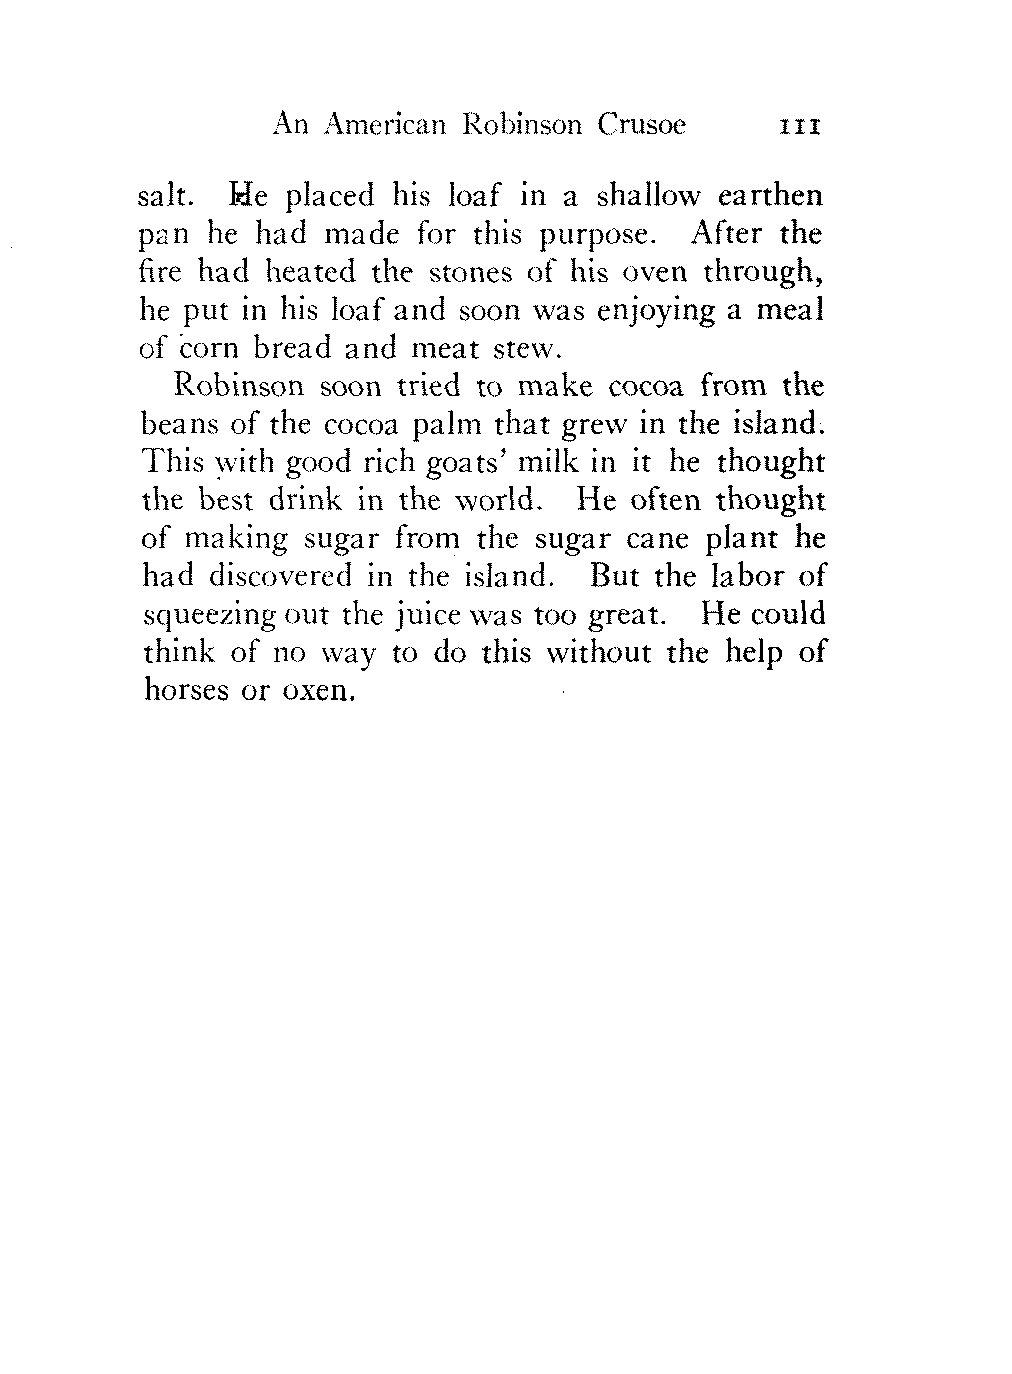 An American Robinson Crusoe 111
salt. He placed his loaf in a shallow earthen
pan he had made for this purpose. After the
fire had heated the stones of his oven through,
he put in his loaf and soon was enjoying a meal
of corn bread and meat stew.
Robinson soon tried to make cocoa from the
beans of the cocoa palm that grew in the island.
This with good rich goats’ milk in it he thought
the best drink in the world. He often thought
of making sugar from the sugar cane plant he
had discovered in the island. But the labor of
squeezing out the juice was too great. He could
think of no way to do this without the help of
horses or oxen.